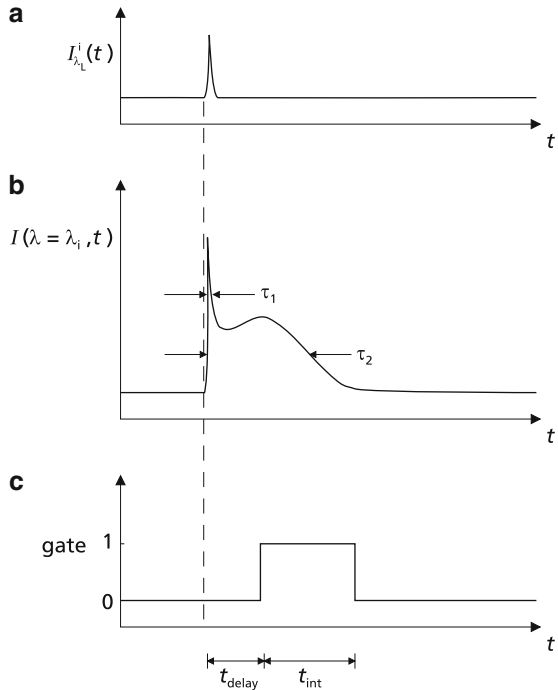 a
I^i_{λ_L}(t)
t
b
I (λ = λ_i ,t)
τ_1
τ_2
t
c
gate
1
0
t
t_delay
t_int